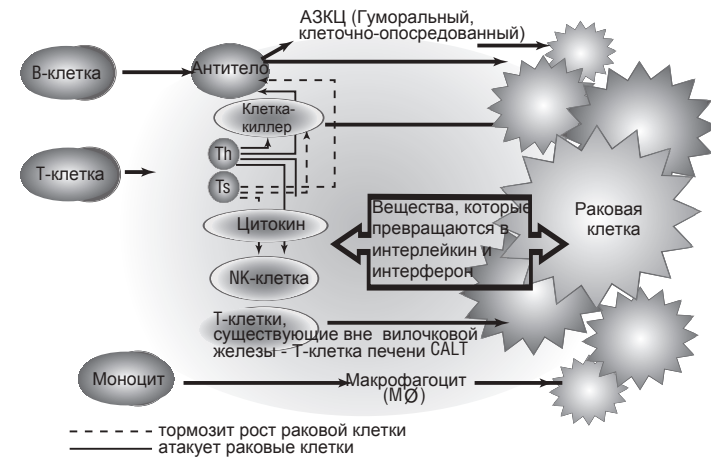 АЗКЦ (Гуморальный,
клеточно-опосредованный)
В-клетка
Антитело
Клетка-
киллер
Th
Т-клетка
Ts
Цитокин
Вещества, которые
превращаются в
интерлейкин и
интерферон
Раковая
клетка
NK-клетка
Т-клетки,
существующие вне вилочковой
железы - Т-клетка печени CALT
Моноцит
Макрофагоцит
(MØ)
тормозит рост раковой клетки
атакует раковые клетки